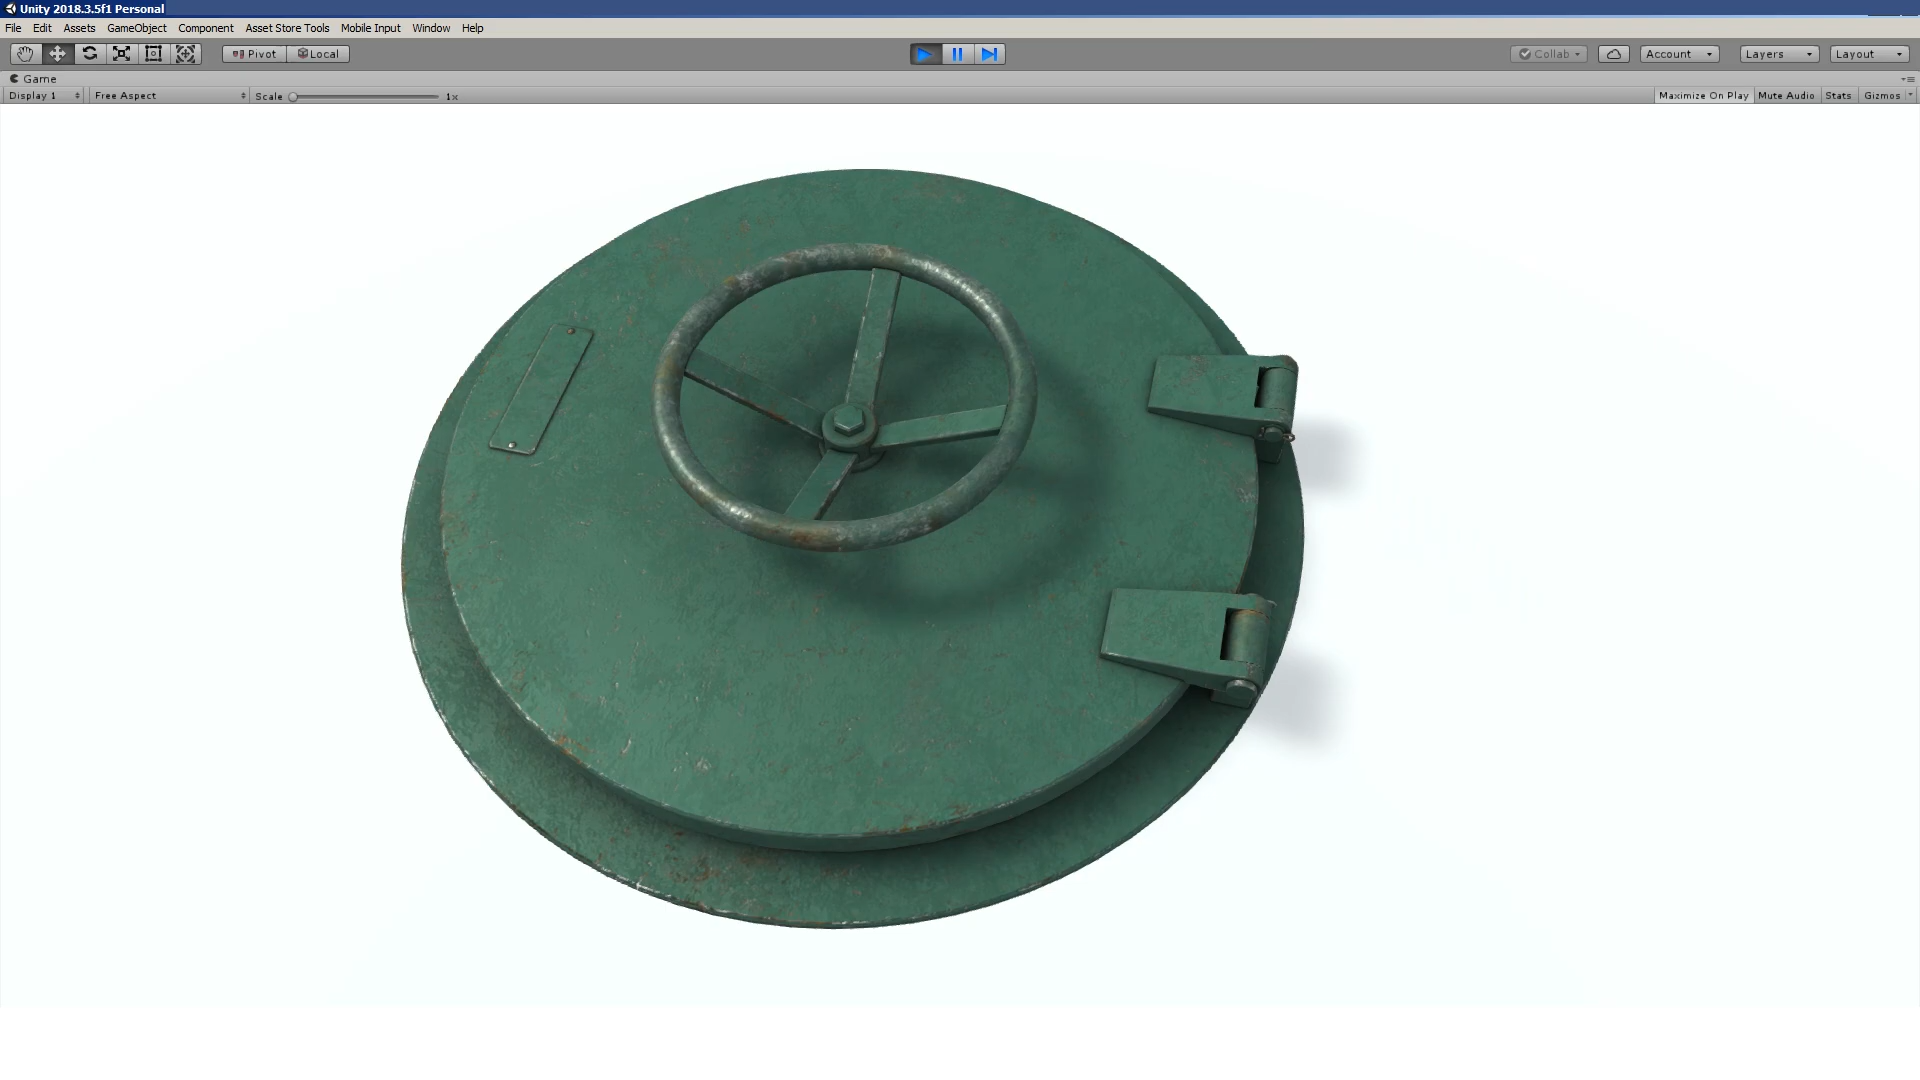 Unity 2018.3.5f1 Personal
File Edit Assets GameObject Component Asset Store Tools Mobile Input Window Help
Pivot Local Collab Account Layers Layout
Game
Display 1 Free Aspect Scale 1x Maximize On Play Mute Audio Stats Gizmos